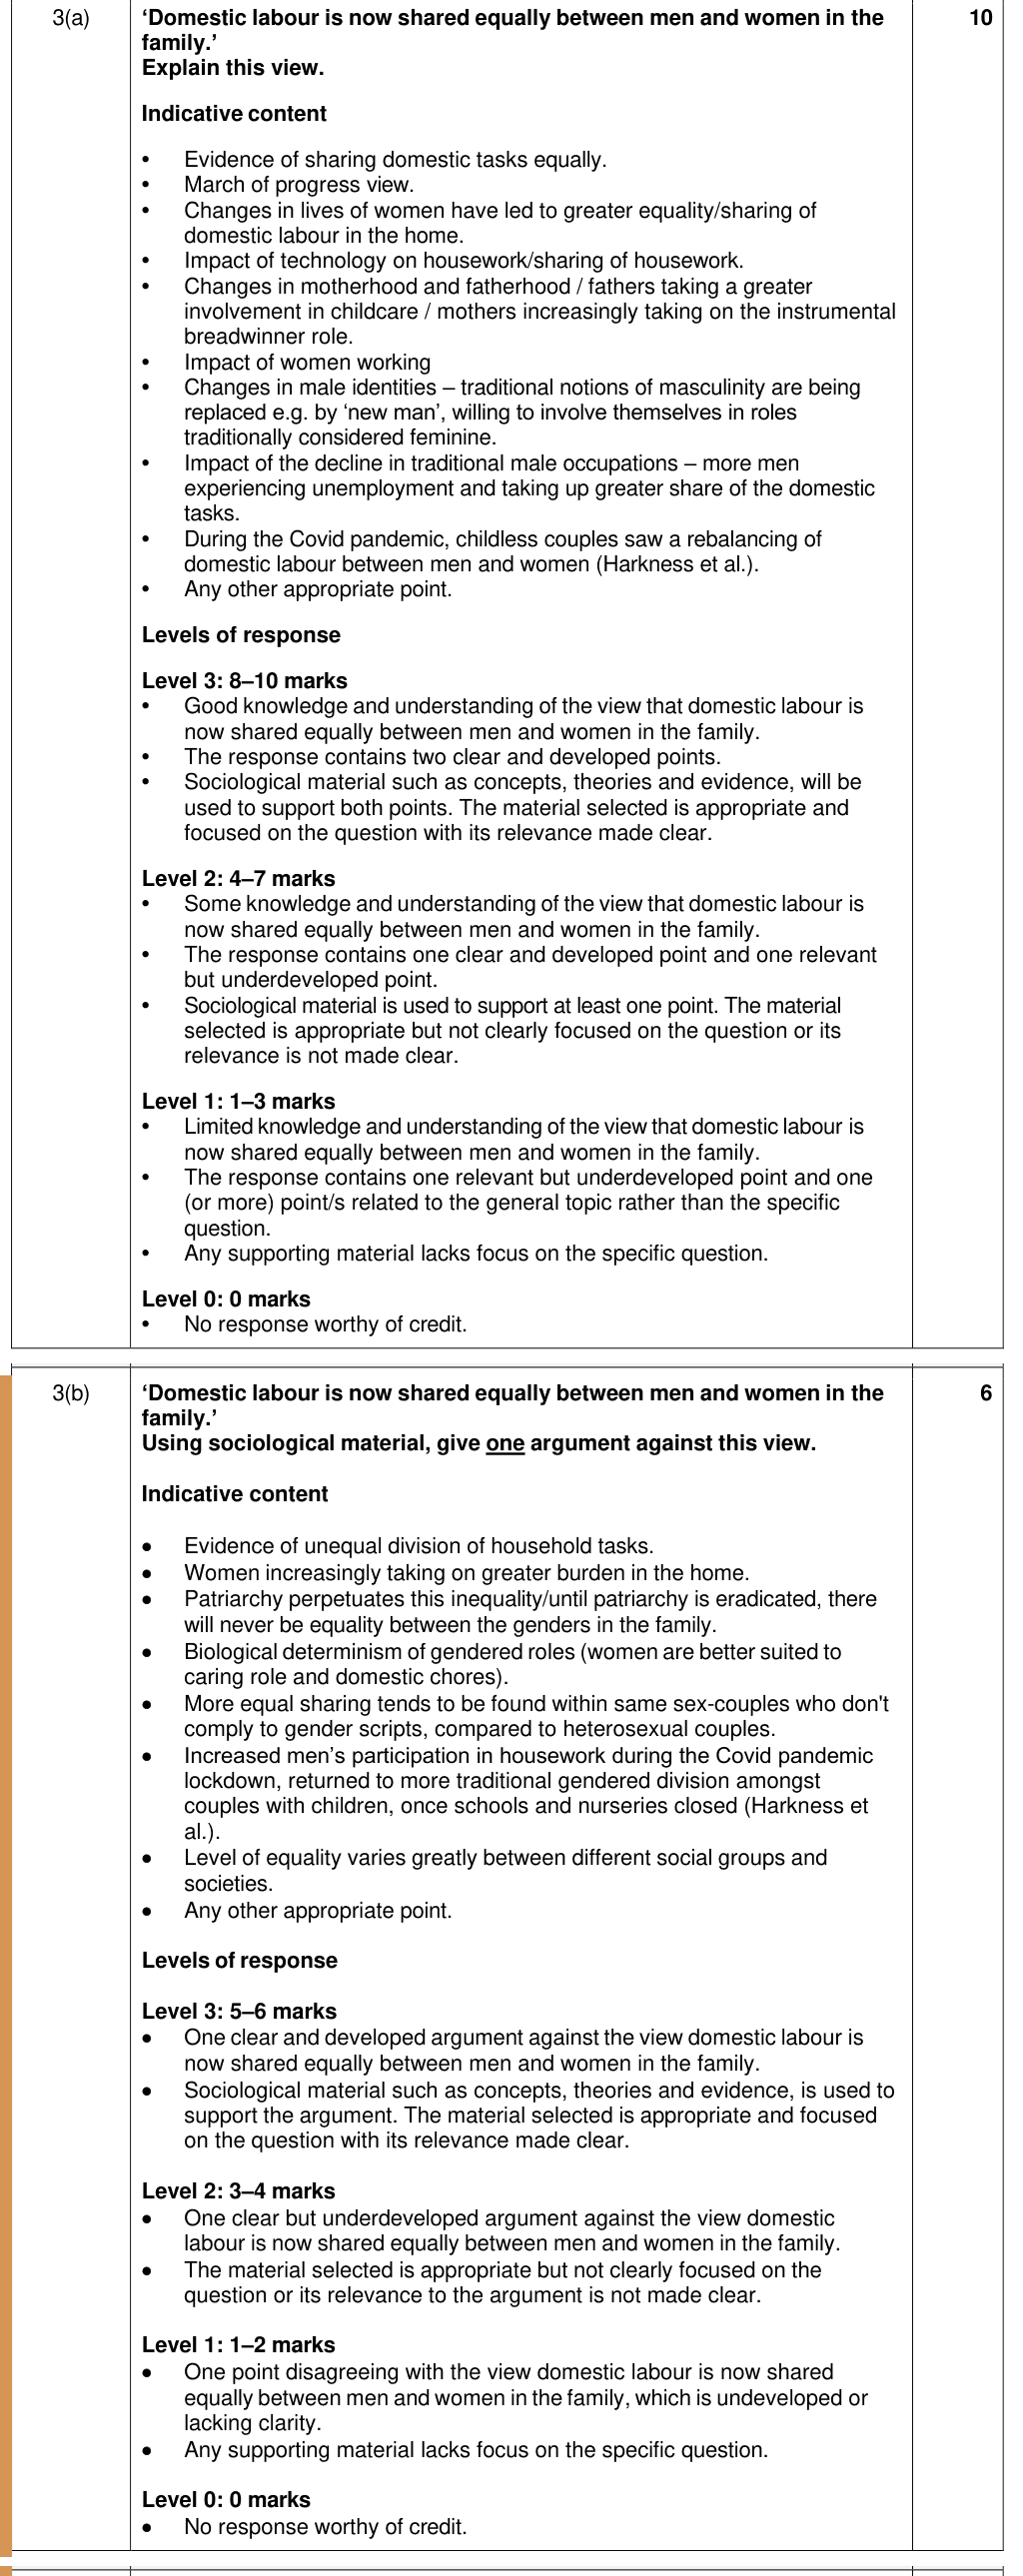 3(a) ‘Domestic labour is now shared equally between men and women in the 10
family.’
Explain this view.
Indicative content
• Evidence of sharing domestic tasks equally.
• March of progress view.
• Changes in lives of women have led to greater equality/sharing of
domestic labour in the home.
• Impact of technology on housework/sharing of housework.
• Changes in motherhood and fatherhood / fathers taking a greater
involvement in childcare / mothers increasingly taking on the instrumental
breadwinner role.
• Impact of women working
• Changes in male identities – traditional notions of masculinity are being
replaced e.g. by ‘new man’, willing to involve themselves in roles
traditionally considered feminine.
• Impact of the decline in traditional male occupations – more men
experiencing unemployment and taking up greater share of the domestic
tasks.
• During the Covid pandemic, childless couples saw a rebalancing of
domestic labour between men and women (Harkness et al.).
• Any other appropriate point.
Levels of response
Level 3: 8–10 marks
• Good knowledge and understanding of the view that domestic labour is
now shared equally between men and women in the family.
• The response contains two clear and developed points.
• Sociological material such as concepts, theories and evidence, will be
used to support both points. The material selected is appropriate and
focused on the question with its relevance made clear.
Level 2: 4–7 marks
• Some knowledge and understanding of the view that domestic labour is
now shared equally between men and women in the family.
• The response contains one clear and developed point and one relevant
but underdeveloped point.
• Sociological material is used to support at least one point. The material
selected is appropriate but not clearly focused on the question or its
relevance is not made clear.
Level 1: 1–3 marks
• Limited knowledge and understanding of the view that domestic labour is
now shared equally between men and women in the family.
• The response contains one relevant but underdeveloped point and one
(or more) point/s related to the general topic rather than the specific
question.
• Any supporting material lacks focus on the specific question.
Level 0: 0 marks
• No response worthy of credit.
3(b) ‘Domestic labour is now shared equally between men and women in the 6
family.’
Using sociological material, give one argument against this view.
Indicative content
• Evidence of unequal division of household tasks.
• Women increasingly taking on greater burden in the home.
• Patriarchy perpetuates this inequality/until patriarchy is eradicated, there
will never be equality between the genders in the family.
• Biological determinism of gendered roles (women are better suited to
caring role and domestic chores).
• More equal sharing tends to be found within same sex-couples who don't
comply to gender scripts, compared to heterosexual couples.
• Increased men’s participation in housework during the Covid pandemic
lockdown, returned to more traditional gendered division amongst
couples with children, once schools and nurseries closed (Harkness et
al.).
• Level of equality varies greatly between different social groups and
societies.
• Any other appropriate point.
Levels of response
Level 3: 5–6 marks
• One clear and developed argument against the view domestic labour is
now shared equally between men and women in the family.
• Sociological material such as concepts, theories and evidence, is used to
support the argument. The material selected is appropriate and focused
on the question with its relevance made clear.
Level 2: 3–4 marks
• One clear but underdeveloped argument against the view domestic
labour is now shared equally between men and women in the family.
• The material selected is appropriate but not clearly focused on the
question or its relevance to the argument is not made clear.
Level 1: 1–2 marks
• One point disagreeing with the view domestic labour is now shared
equally between men and women in the family, which is undeveloped or
lacking clarity.
• Any supporting material lacks focus on the specific question.
Level 0: 0 marks
• No response worthy of credit.